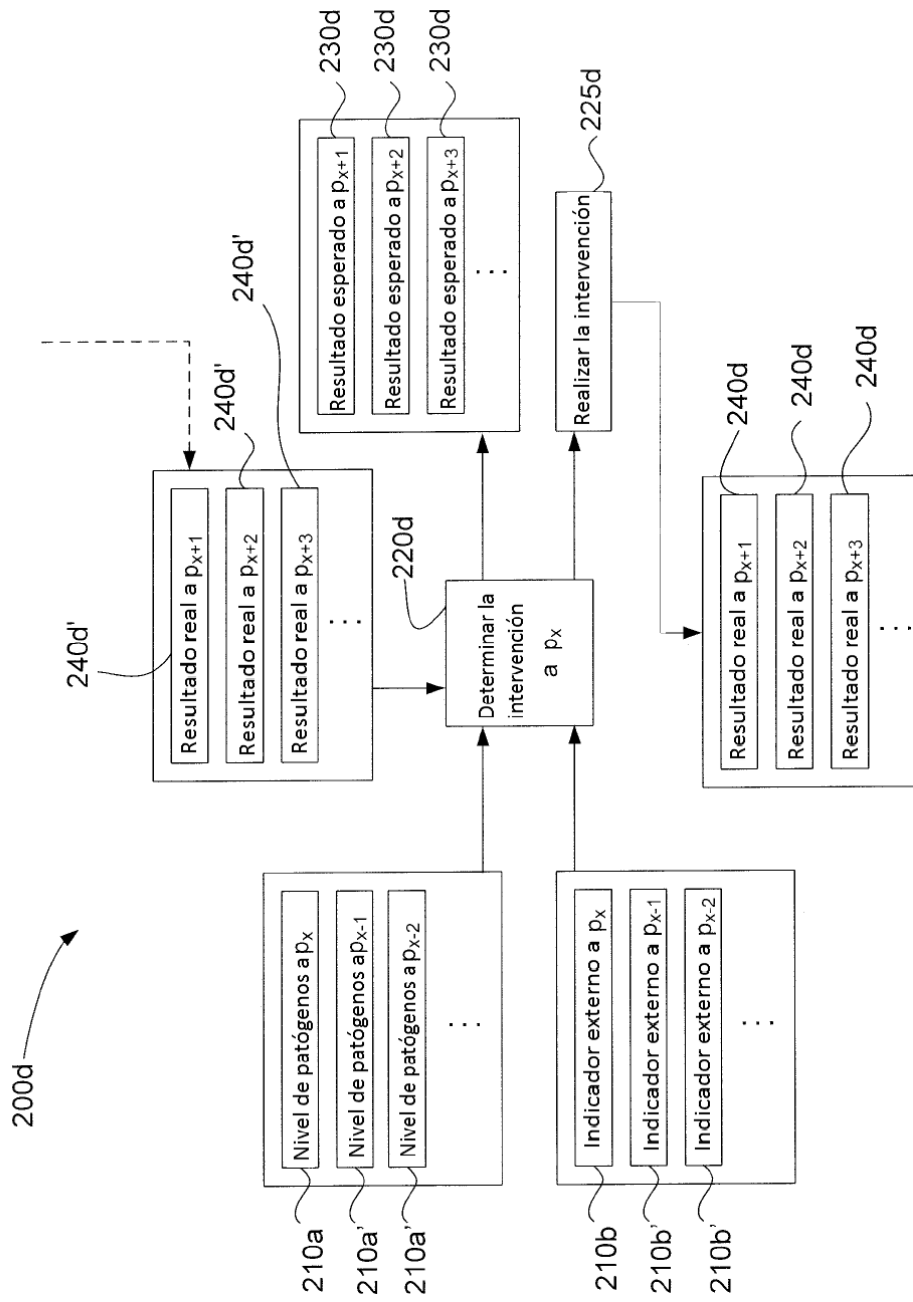 200d
210a
Nivel de patógenos a px
210a'
Nivel de patógenos a px-1
210a'
Nivel de patógenos a px-2
...
210b
Indicador externo a px
210b'
Indicador externo a px-1
210b'
Indicador externo a px-2
...
240d'
Resultado real a px+1
240d'
Resultado real a px+2
240d'
Resultado real a px+3
...
220d
Determinar la
intervención
a px
Resultado esperado a px+1
230d
Resultado esperado a px+2
230d
Resultado esperado a px+3
230d
...
Realizar la intervención
225d
Resultado real a px+1
240d
Resultado real a px+2
240d
Resultado real a px+3
240d
...